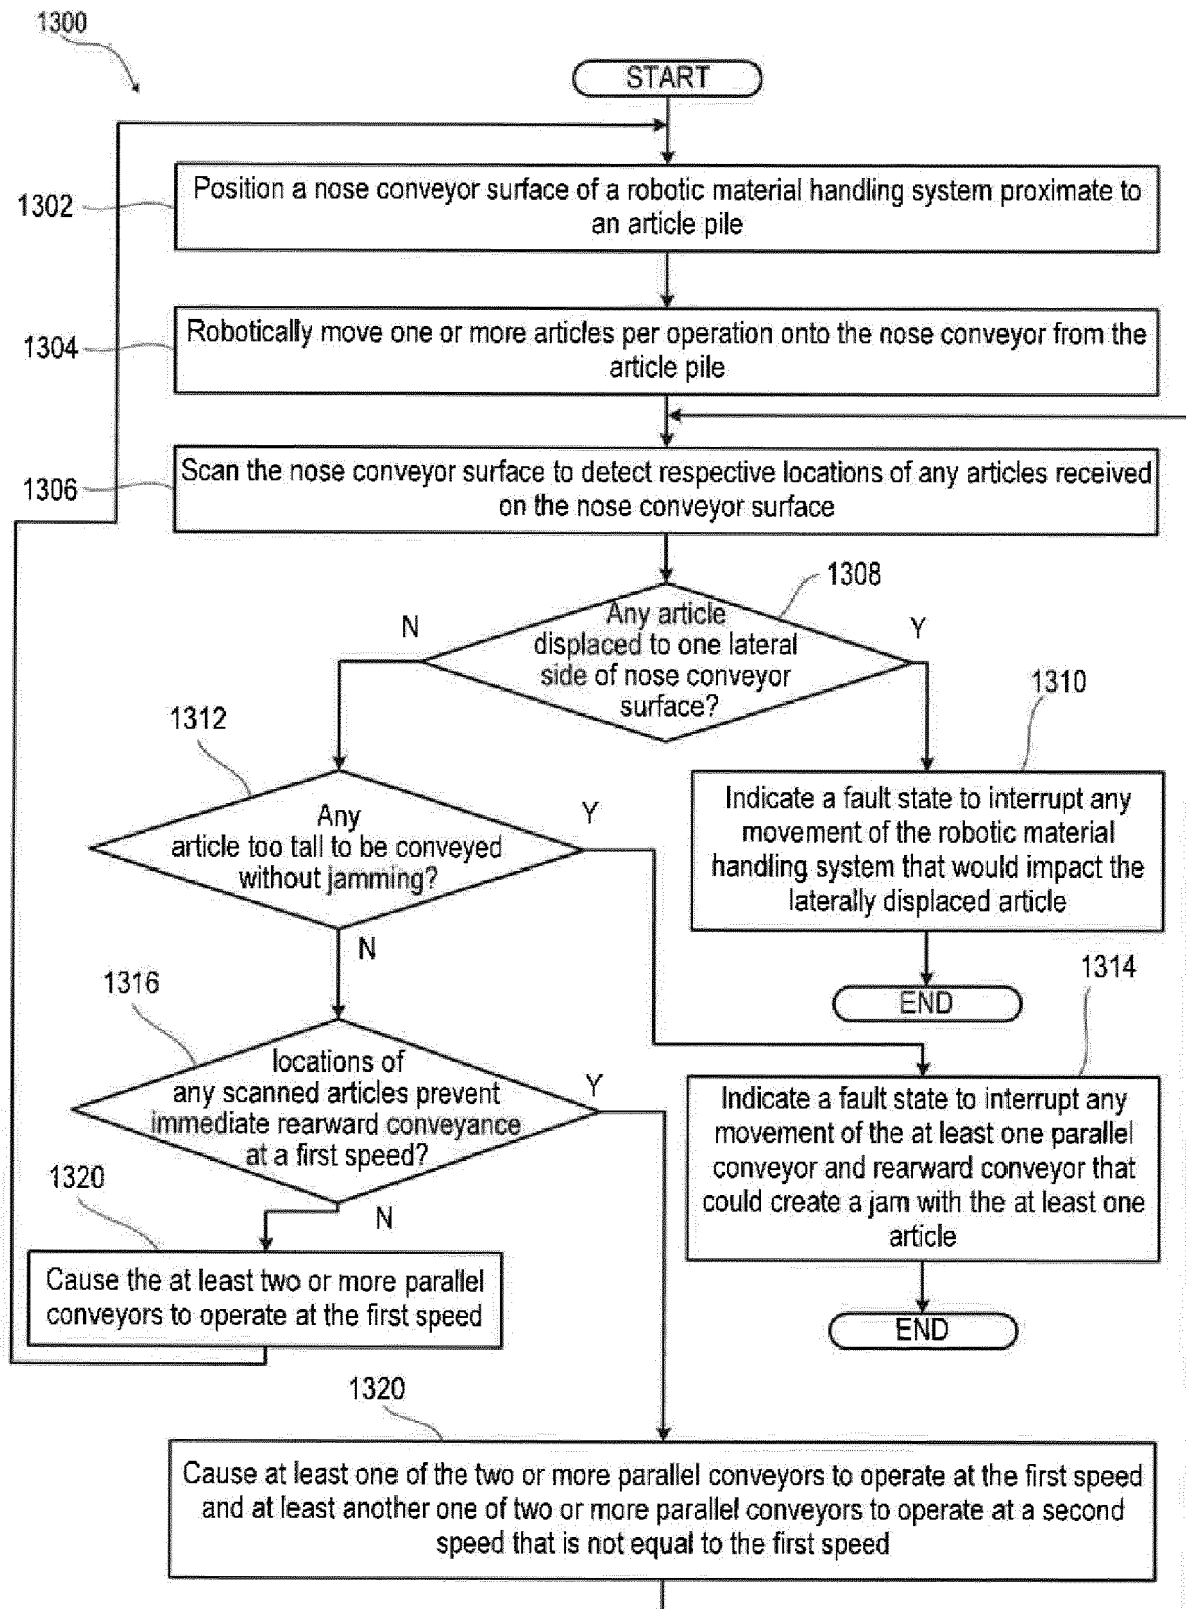 1300
START
1302
Position a nose conveyor surface of a robotic material handling system proximate to
an article pile
1304
Robotically move one or more articles per operation onto the nose conveyor from the
article pile
1306
Scan the nose conveyor surface to detect respective locations of any articles received
on the nose conveyor surface
1308
Any article
displaced to one lateral
side of nose conveyor
surface?
N
Y
1310
Indicate a fault state to interrupt any
movement of the robotic material
handling system that would impact the
laterally displaced article
END
1312
Any
article too tall to be conveyed
without jamming?
Y
N
1314
Indicate a fault state to interrupt any
movement of the at least one parallel
conveyor and rearward conveyor that
could create a jam with the at least one
article
END
1316
locations of
any scanned articles prevent
immediate rearward conveyance
at a first speed?
Y
N
1320
Cause the at least two or more parallel
conveyors to operate at the first speed
1320
Cause at least one of the two or more parallel conveyors to operate at the first speed
and at least another one of two or more parallel conveyors to operate at a second
speed that is not equal to the first speed